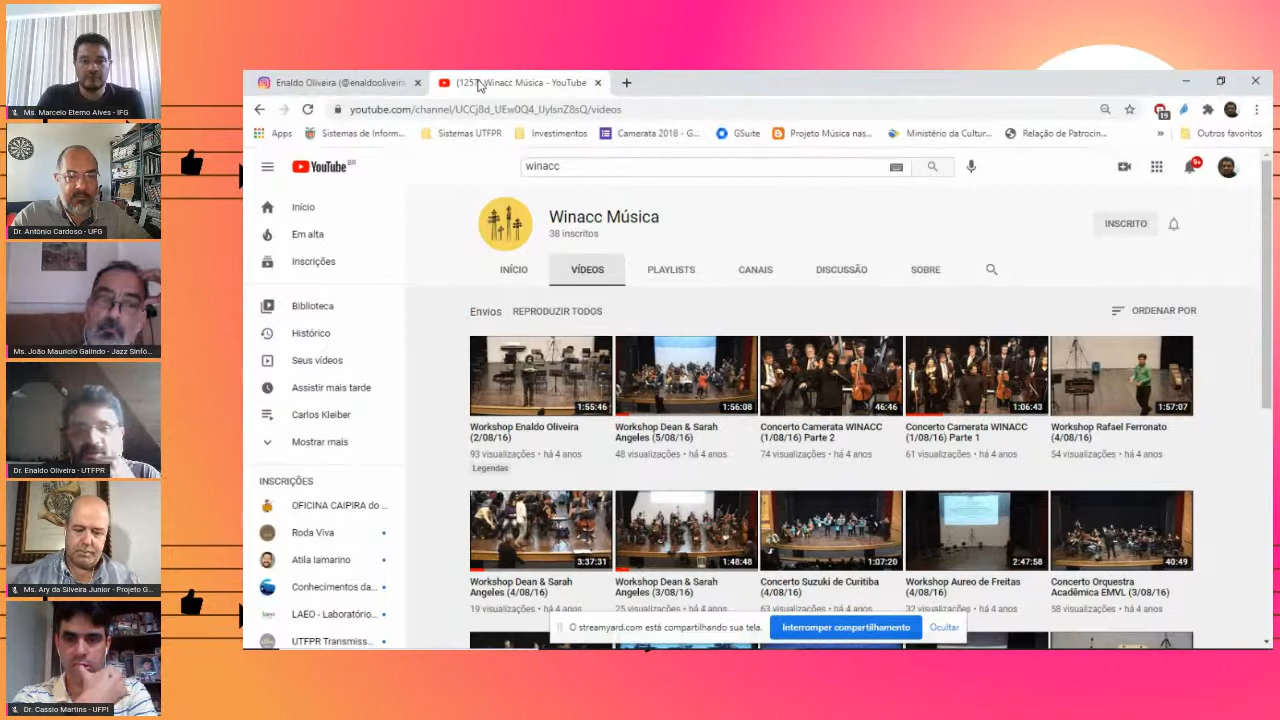 Ms. Marcelo Eterno Alves - IFG
Dr. Antônio Cardoso - UFG
Ms. João Maurício Galindo - Jazz Sinfô...
Dr. Enaldo Oliveira - UTFPR
Ms. Ary da Silveira Junior - Projeto G...
Dr. Cassio Martins - UFPI
Enaldo Oliveira (@enaldooliveira
Winacc Música - YouTube
youtube.com/channel/UCCj8d_UEw0Q4_UylsnZ8sQ/videos
Apps
Sistemas de Inform...
Sistemas UTFPR
Investimentos
Camerata 2018 - G...
GSuite
Projeto Música nas...
Ministério da Cultur...
Relação de Patrocin...
»
Outros favoritos
YouTube BR
winacc
9+
19
Início
Em alta
Inscrições
Biblioteca
Histórico
Seus vídeos
Assistir mais tarde
Carlos Kleiber
Mostrar mais
INSCRIÇÕES
OFICINA CAIPIRA do ...
Roda Viva
Atila Iamarino
Conhecimentos da...
LAEO - Laboratório...
UTFPR Transmiss...
Winacc Música
38 inscritos
INSCRITO
INÍCIO
VÍDEOS
PLAYLISTS
CANAIS
DISCUSSÃO
SOBRE
Envios
REPRODUZIR TODOS
ORDENAR POR
1:55:46
Workshop Enaldo Oliveira
(2/08/16)
93 visualizações • há 4 anos
Legendas
1:56:08
Workshop Dean & Sarah
Angeles (5/08/16)
48 visualizações • há 4 anos
46:46
Concerto Camerata WINACC
(1/08/16) Parte 2
74 visualizações • há 4 anos
1:06:43
Concerto Camerata WINACC
(1/08/16) Parte 1
61 visualizações • há 4 anos
1:57:07
Workshop Rafael Ferronato
(4/08/16)
54 visualizações • há 4 anos
3:37:31
Workshop Dean & Sarah
Angeles (4/08/16)
19 visualizações • há 4 anos
1:48:48
Workshop Dean & Sarah
Angeles (3/08/16)
25 visualizações • há 4 anos
1:07:20
Concerto Suzuki de Curitiba
(4/08/16)
63 visualizações • há 4 anos
2:47:58
Workshop Aureo de Freitas
(4/08/16)
32 visualizações • há 4 anos
40:49
Concerto Orquestra
Acadêmica EMVL (3/08/16)
58 visualizações • há 4 anos
O streamyard.com está compartilhando sua tela.
Interromper compartilhamento
Ocultar